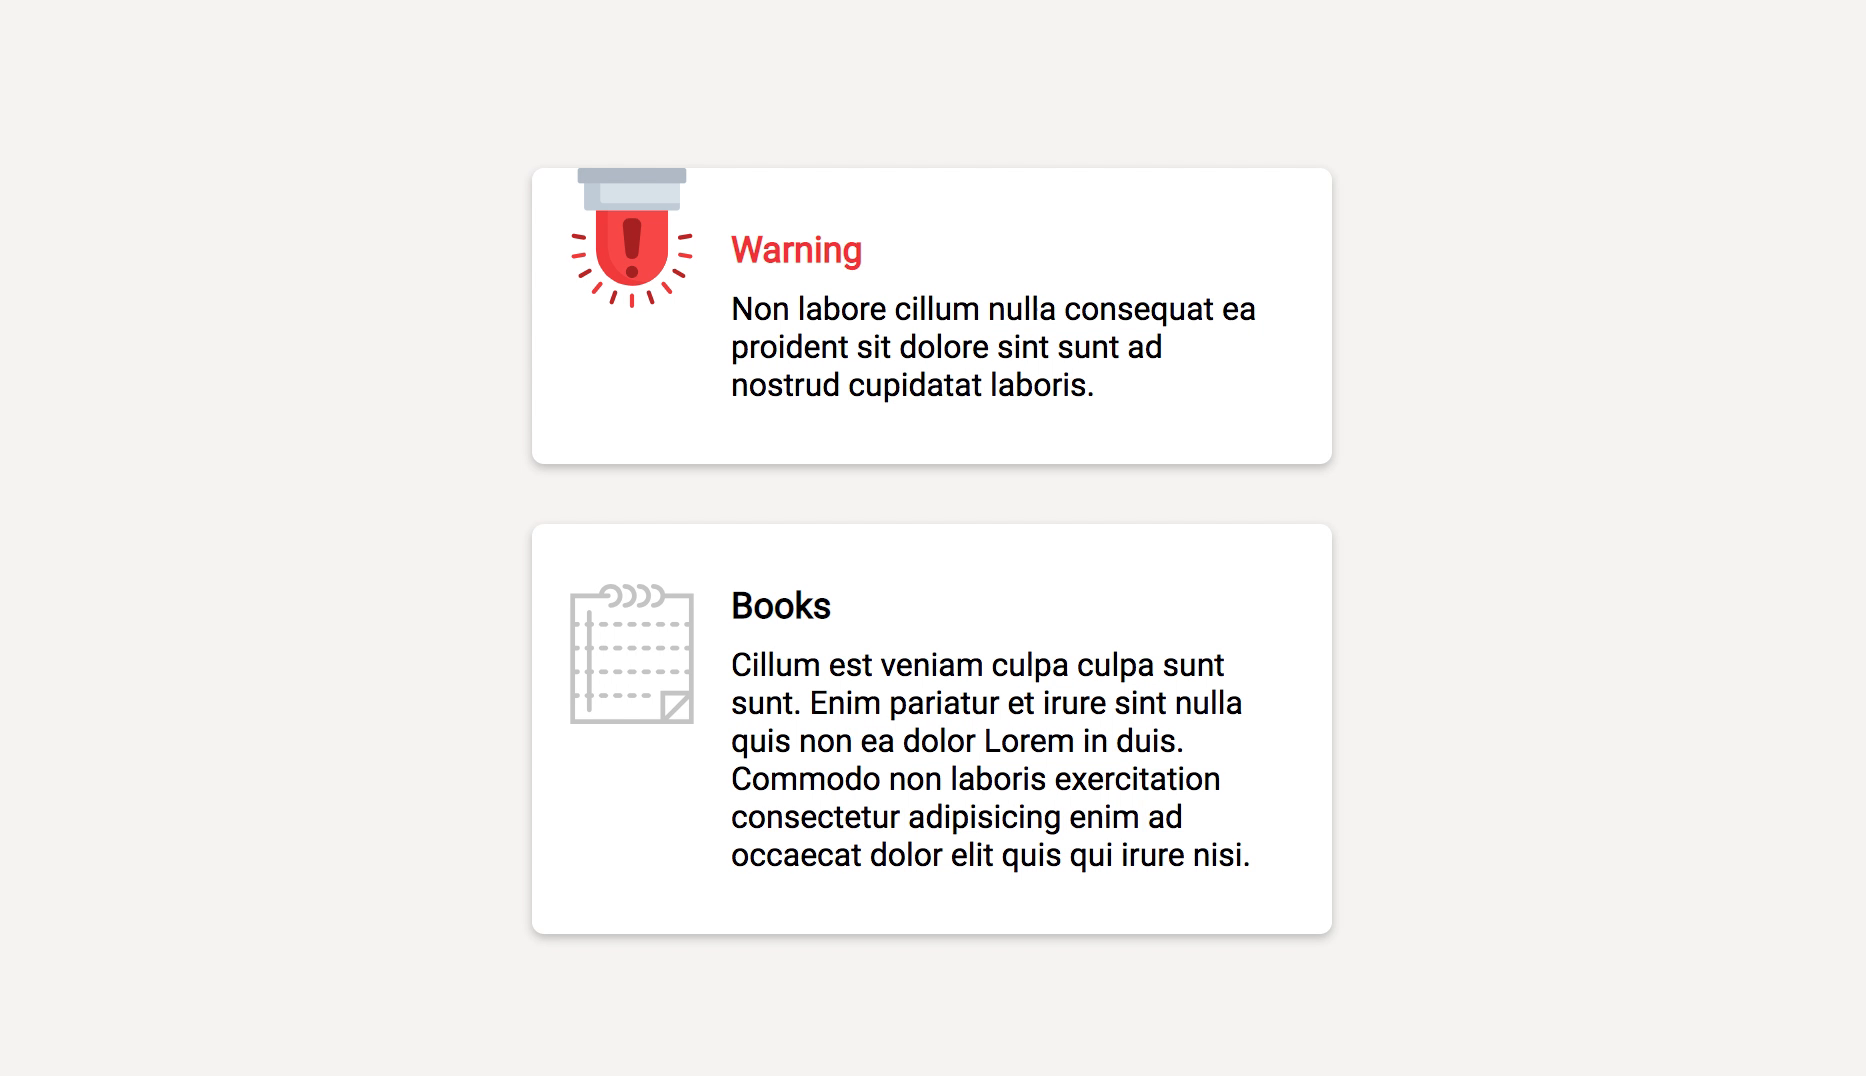 Warning
Non labore cillum nulla consequat ea
proident sit dolore sint sunt ad
nostrud cupidatat laboris.
Books
Cillum est veniam culpa culpa sunt
sunt. Enim pariatur et irure sint nulla
quis non ea dolor Lorem in duis.
Commodo non laboris exercitation
consectetur adipisicing enim ad
occaecat dolor elit quis qui irure nisi.